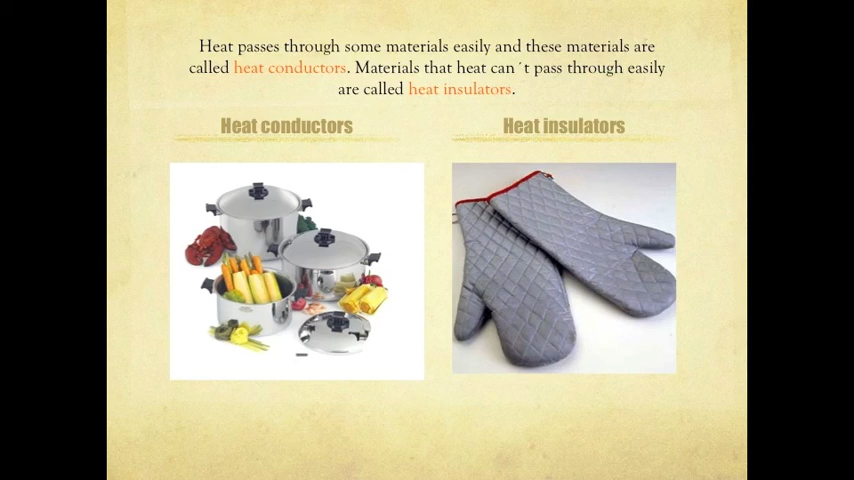 Heat passes through some materials easily and these materials are
called heat conductors. Materials that heat can´t pass through easily
are called heat insulators.
Heat conductors
Heat insulators